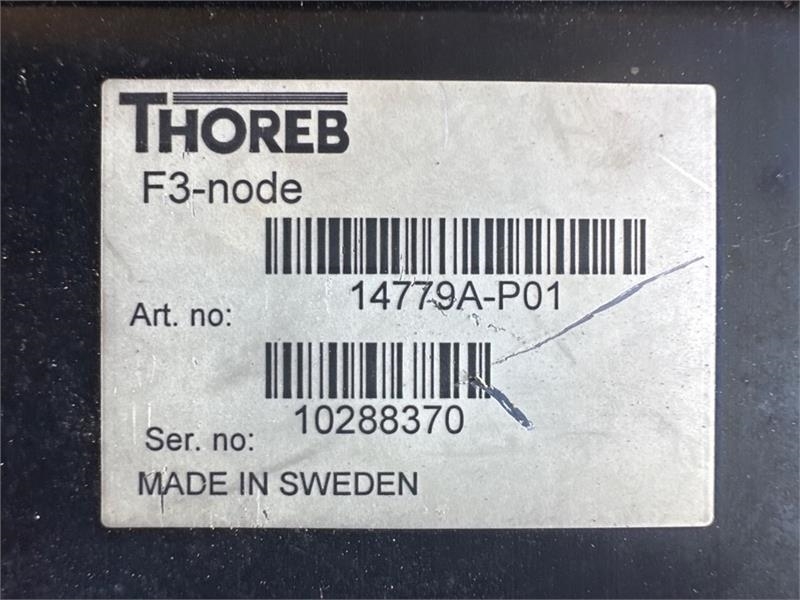 THOREB
F3-node
14779A-P01
Art. no:
10288370
Ser. no:
MADE IN SWEDEN